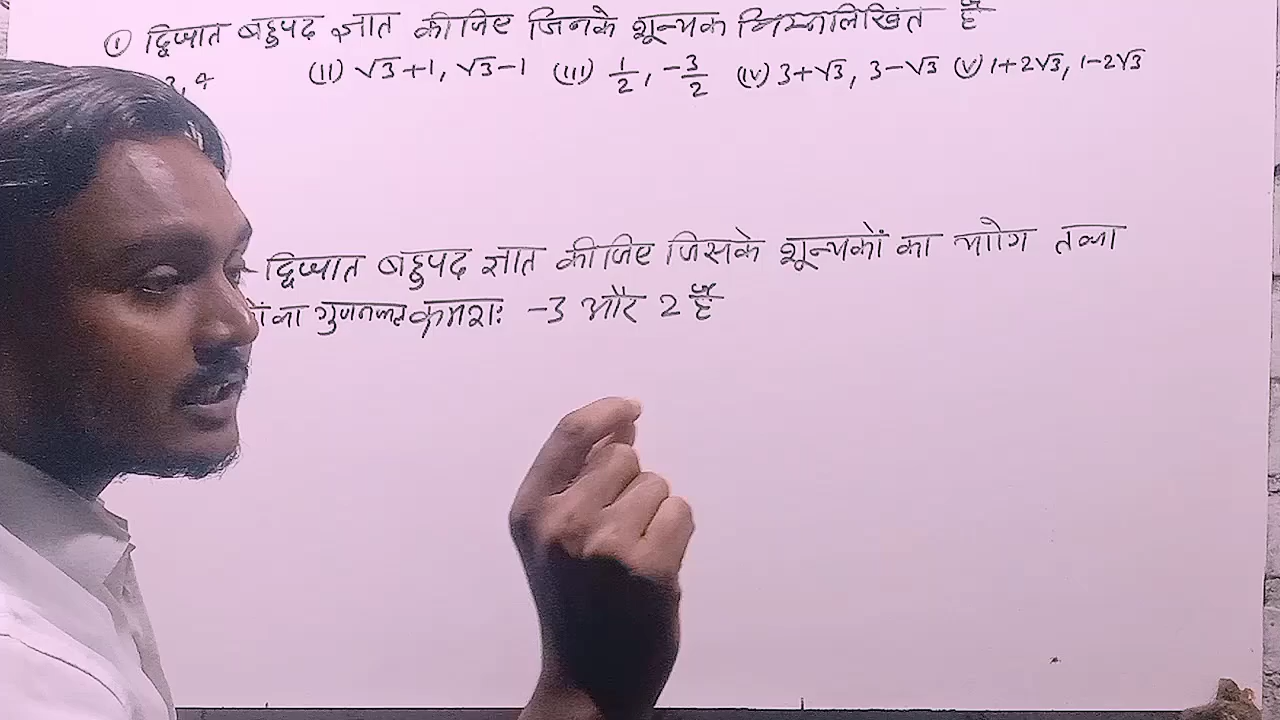 ① द्विघात बहुपद ज्ञात कीजिए जिनके शून्यक निम्नलिखित हैं
(II) √3+1, √3-1 (III) 1/2, -3/2 (IV) 3+√3, 3-√3 (V) 1+2√3, 1-2√3
द्विघात बहुपद ज्ञात कीजिए जिसके शून्यकों का योग तथा
का गुणनफल क्रमशः -3 और 2 हैं